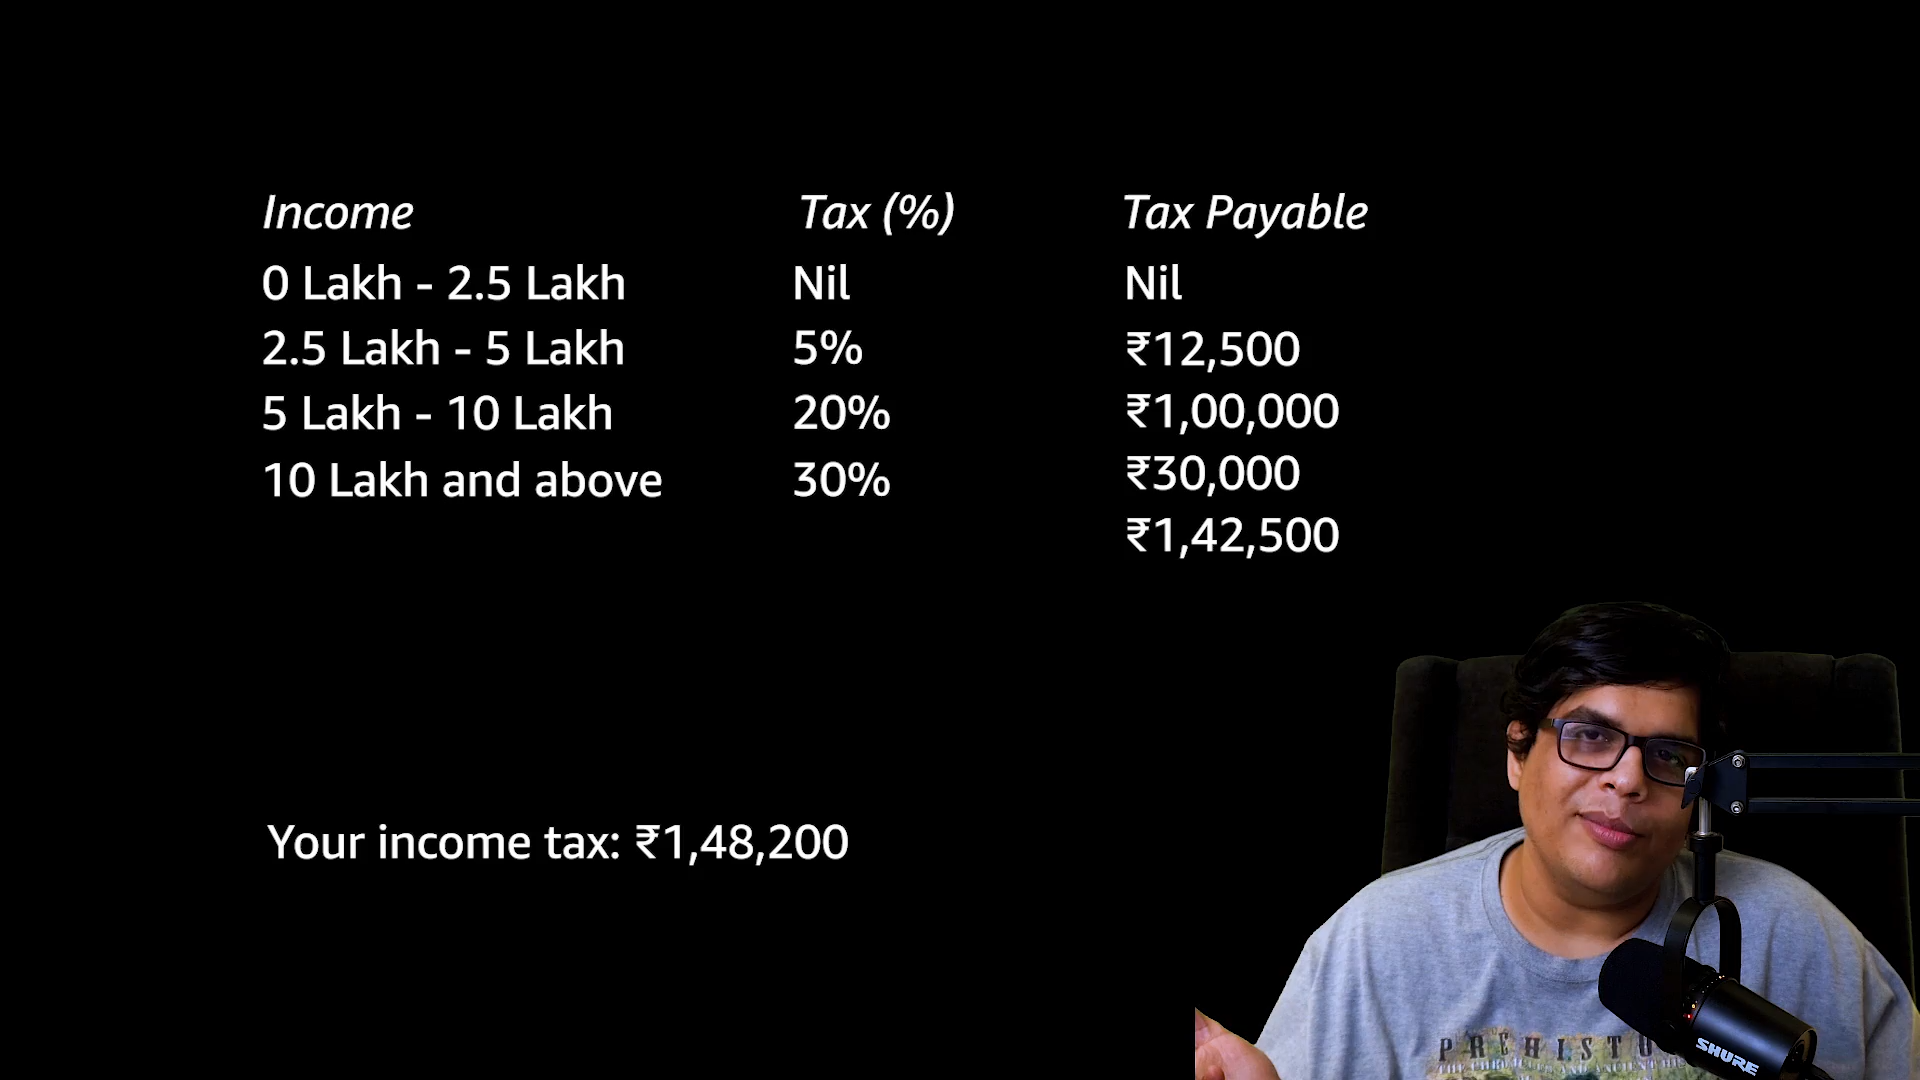 Income Tax (%) Tax Payable
0 Lakh - 2.5 Lakh Nil Nil
2.5 Lakh - 5 Lakh 5% ₹12,500
5 Lakh - 10 Lakh 20% ₹1,00,000
10 Lakh and above 30% ₹30,000
₹1,42,500
Your income tax: ₹1,48,200
PREHISTO
SHURE